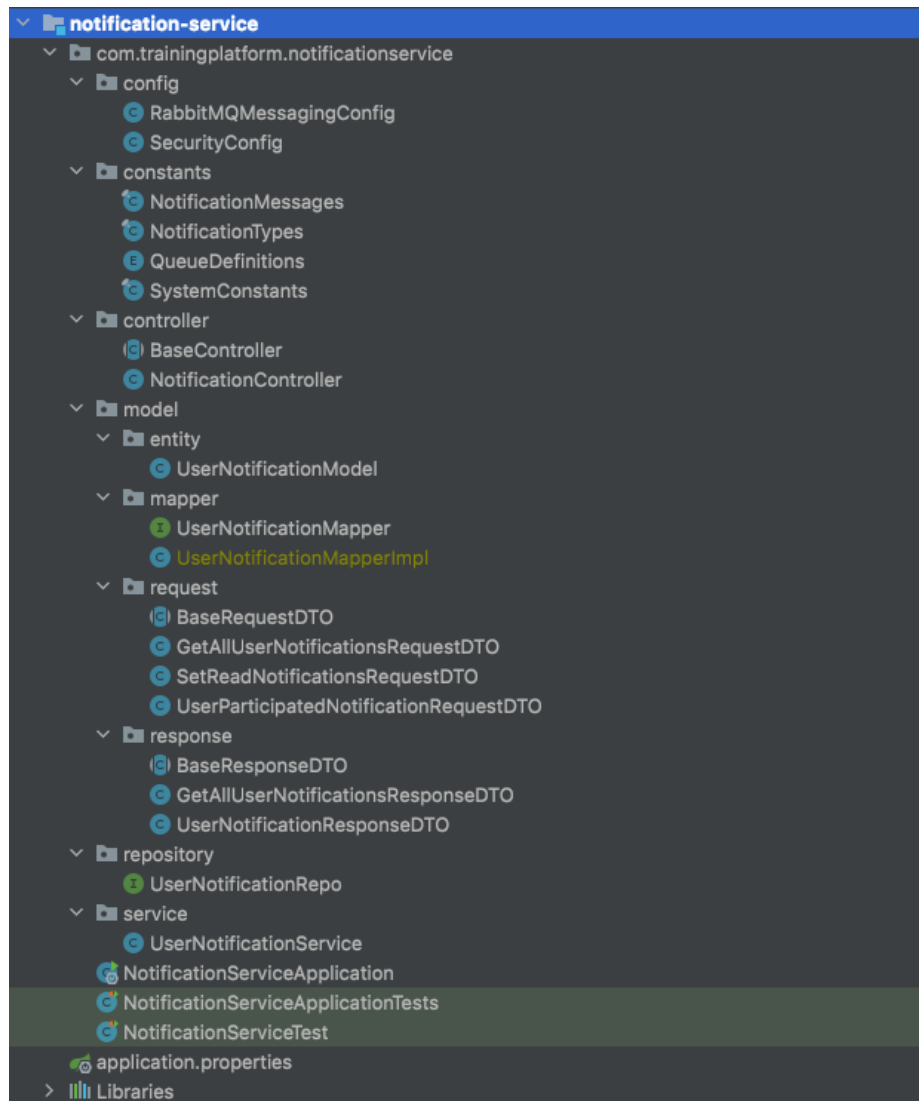 notification-service
com.trainingplatform.notificationservice
config
RabbitMQMessagingConfig
SecurityConfig
constants
NotificationMessages
NotificationTypes
QueueDefinitions
SystemConstants
controller
BaseController
NotificationController
model
entity
UserNotificationModel
mapper
UserNotificationMapper
UserNotificationMapperImpl
request
BaseRequestDTO
GetAllUserNotificationsRequestDTO
SetReadNotificationsRequestDTO
UserParticipatedNotificationRequestDTO
response
BaseResponseDTO
GetAllUserNotificationsResponseDTO
UserNotificationResponseDTO
repository
UserNotificationRepo
service
UserNotificationService
NotificationServiceApplication
NotificationServiceApplicationTests
NotificationServiceTest
application.properties
Libraries